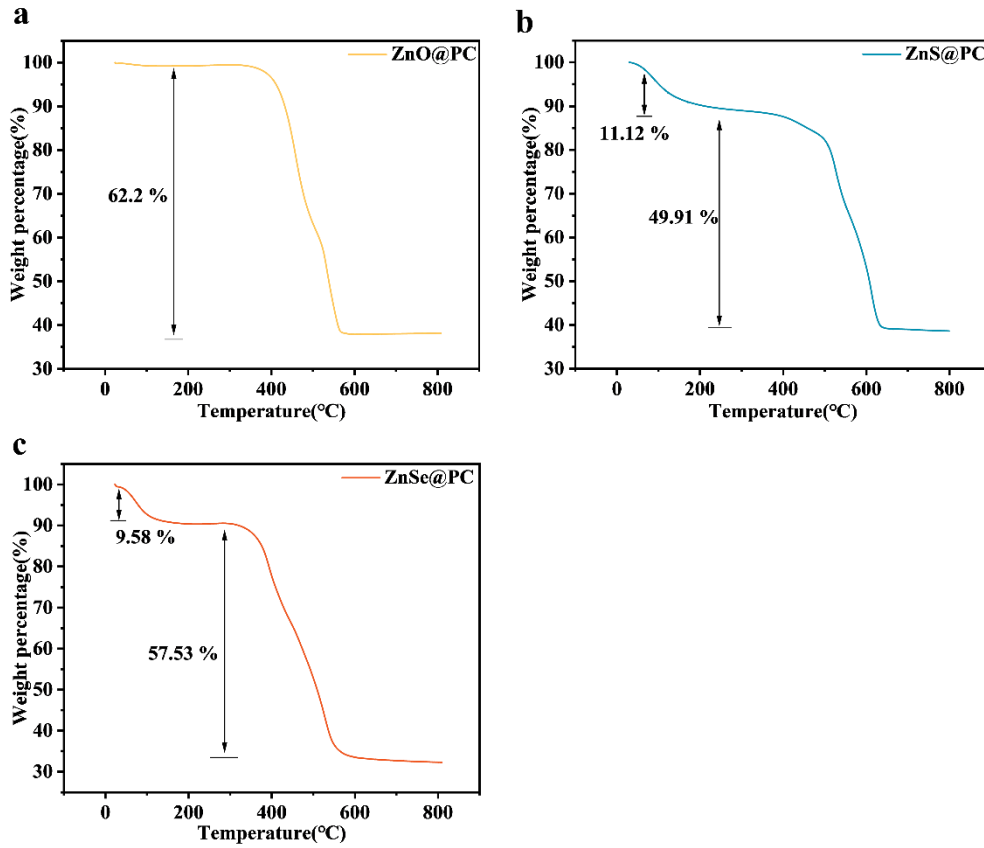 a
ZnO@PC
100
90
80
70
60
50
40
30
62.2 %
Weight percentage(%)
0 200 400 600 800
Temperature(℃)
b
ZnS@PC
100
90
80
70
60
50
40
30
11.12 %
49.91 %
Weight percentage(%)
0 200 400 600 800
Temperature(℃)
c
ZnSe@PC
100
90
80
70
60
50
40
30
9.58 %
57.53 %
Weight percentage(%)
0 200 400 600 800
Temperature(℃)